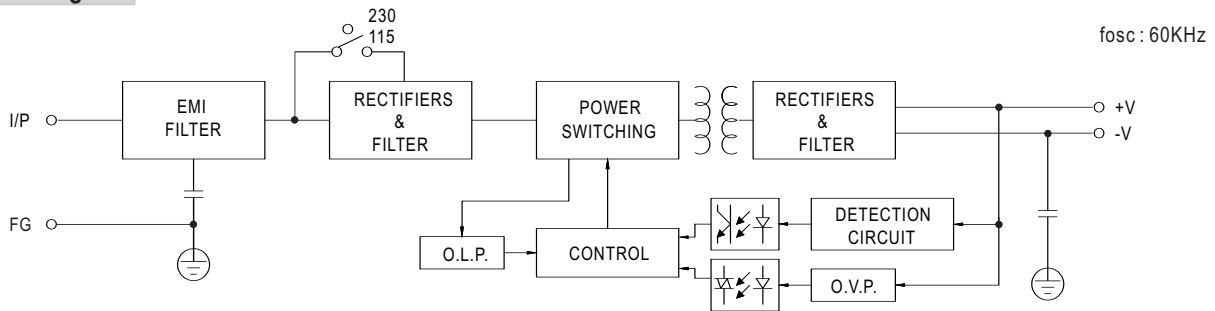 230
115
fosc : 60KHz
I/P
EMI
FILTER
RECTIFIERS
&
FILTER
POWER
SWITCHING
RECTIFIERS
&
FILTER
+V
-V
FG
O.L.P.
CONTROL
DETECTION
CIRCUIT
O.V.P.